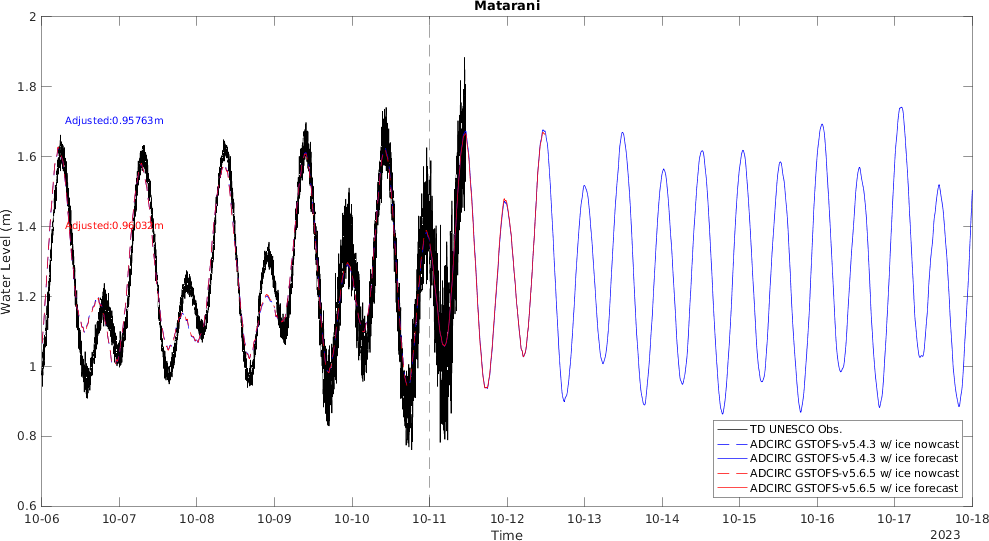 Matarani
2
1.8
1.6
1.4
1.2
1
0.8
0.6
Water Level (m)
Adjusted:0.95763m
Adjusted:0.96032m
TD UNESCO Obs.
ADCIRC GSTOFS-v5.4.3 w/ ice nowcast
ADCIRC GSTOFS-v5.4.3 w/ ice forecast
ADCIRC GSTOFS-v5.6.5 w/ ice nowcast
ADCIRC GSTOFS-v5.6.5 w/ ice forecast
10-06 10-07 10-08 10-09 10-10 10-11 10-12 10-13 10-14 10-15 10-16 10-17 10-18
Time
2023